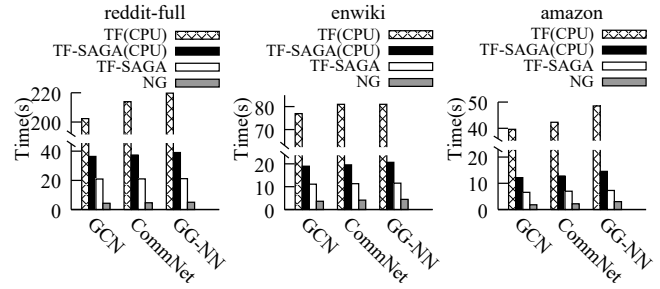 reddit-full
TF(CPU)
TF-SAGA(CPU)
TF-SAGA
NG
220
200
40
20
0
Time(s)
GCN
CommNet
GG-NN
enwiki
TF(CPU)
TF-SAGA(CPU)
TF-SAGA
NG
80
70
20
10
0
Time(s)
GCN
CommNet
GG-NN
amazon
TF(CPU)
TF-SAGA(CPU)
TF-SAGA
NG
50
40
20
10
0
Time(s)
GCN
CommNet
GG-NN